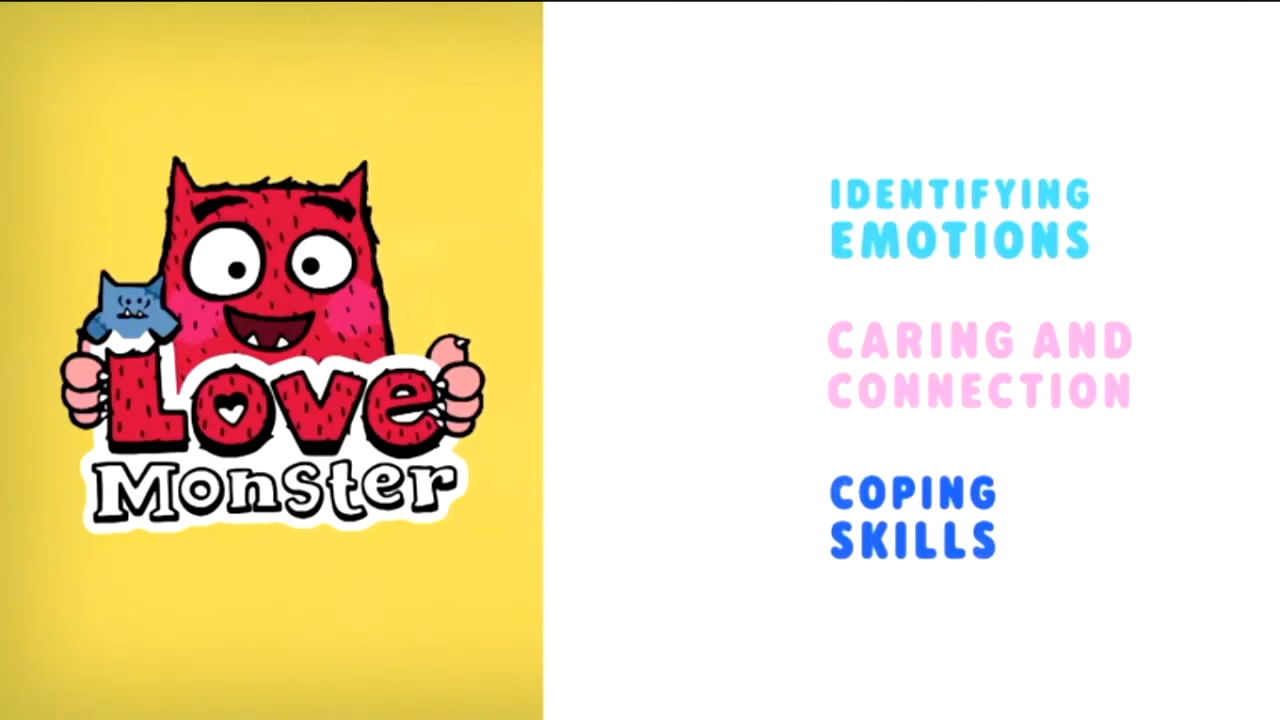 Love
Monster
IDENTIFYING
EMOTIONS
CARING AND
CONNECTION
COPING
SKILLS